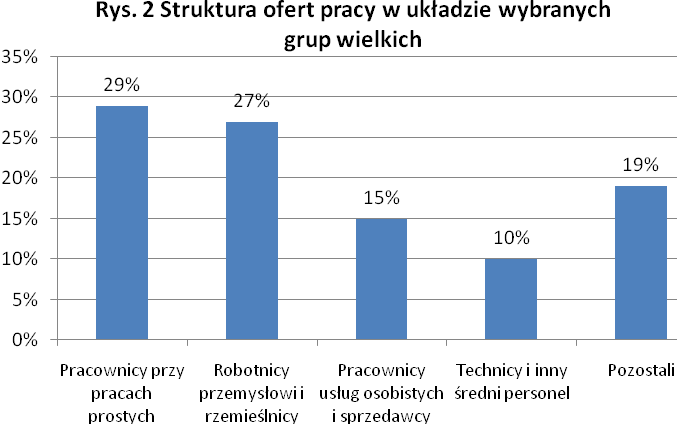 Rys. 2 Struktura ofert pracy w układzie wybranych
grup wielkich
35%
30%
25%
20%
15%
10%
5%
0%
29%
27%
15%
10%
19%
Pracownicy przy
pracach
prostych
Robotnicy
przemysłowi i
rzemieślnicy
Pracownicy
usług osobistych
i sprzedawcy
Technicy i inny
średni personel
Pozostali